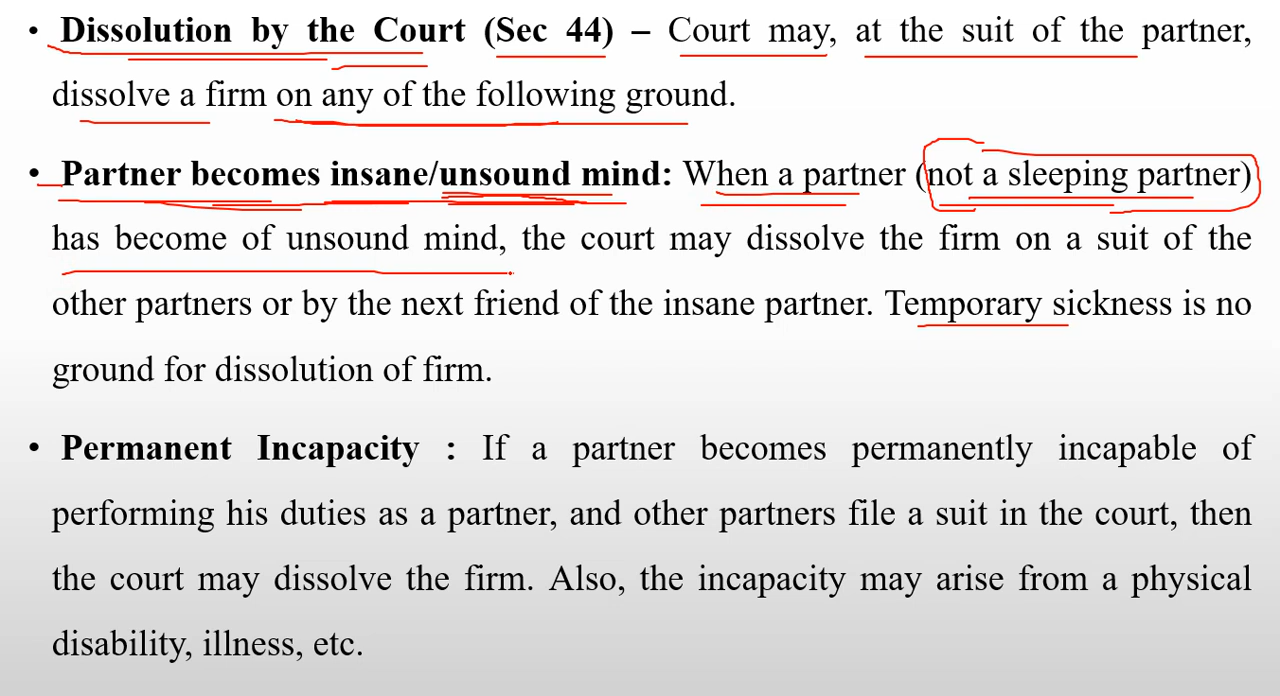 • Dissolution by the Court (Sec 44) – Court may, at the suit of the partner,
dissolve a firm on any of the following ground.
• Partner becomes insane/unsound mind: When a partner (not a sleeping partner)
has become of unsound mind, the court may dissolve the firm on a suit of the
other partners or by the next friend of the insane partner. Temporary sickness is no
ground for dissolution of firm.
• Permanent Incapacity : If a partner becomes permanently incapable of
performing his duties as a partner, and other partners file a suit in the court, then
the court may dissolve the firm. Also, the incapacity may arise from a physical
disability, illness, etc.